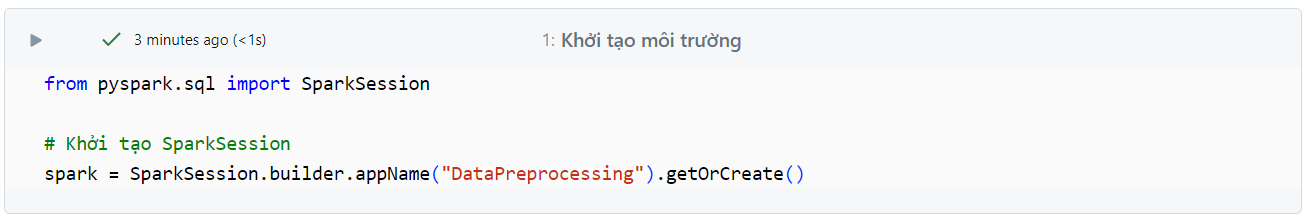 3 minutes ago (<1s)
1: Khởi tạo môi trường
from pyspark.sql import SparkSession
# Khởi tạo SparkSession
spark = SparkSession.builder.appName("DataPreprocessing").getOrCreate()